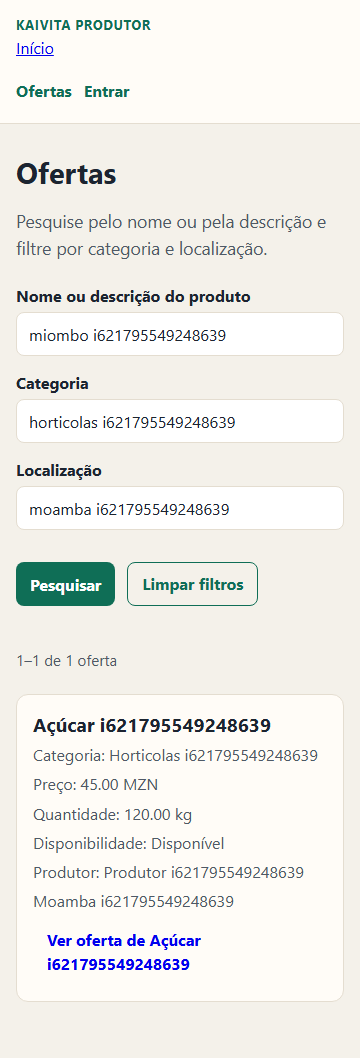 KAIVITA PRODUTOR
Início
Ofertas Entrar
Ofertas
Pesquise pelo nome ou pela descrição e
filtre por categoria e localização.
Nome ou descrição do produto
miombo i621795549248639
Categoria
horticolas i621795549248639
Localização
moamba i621795549248639
Pesquisar Limpar filtros
1–1 de 1 oferta
Açúcar i621795549248639
Categoria: Horticolas i621795549248639
Preço: 45.00 MZN
Quantidade: 120.00 kg
Disponibilidade: Disponível
Produtor: Produtor i621795549248639
Moamba i621795549248639
Ver oferta de Açúcar
i621795549248639